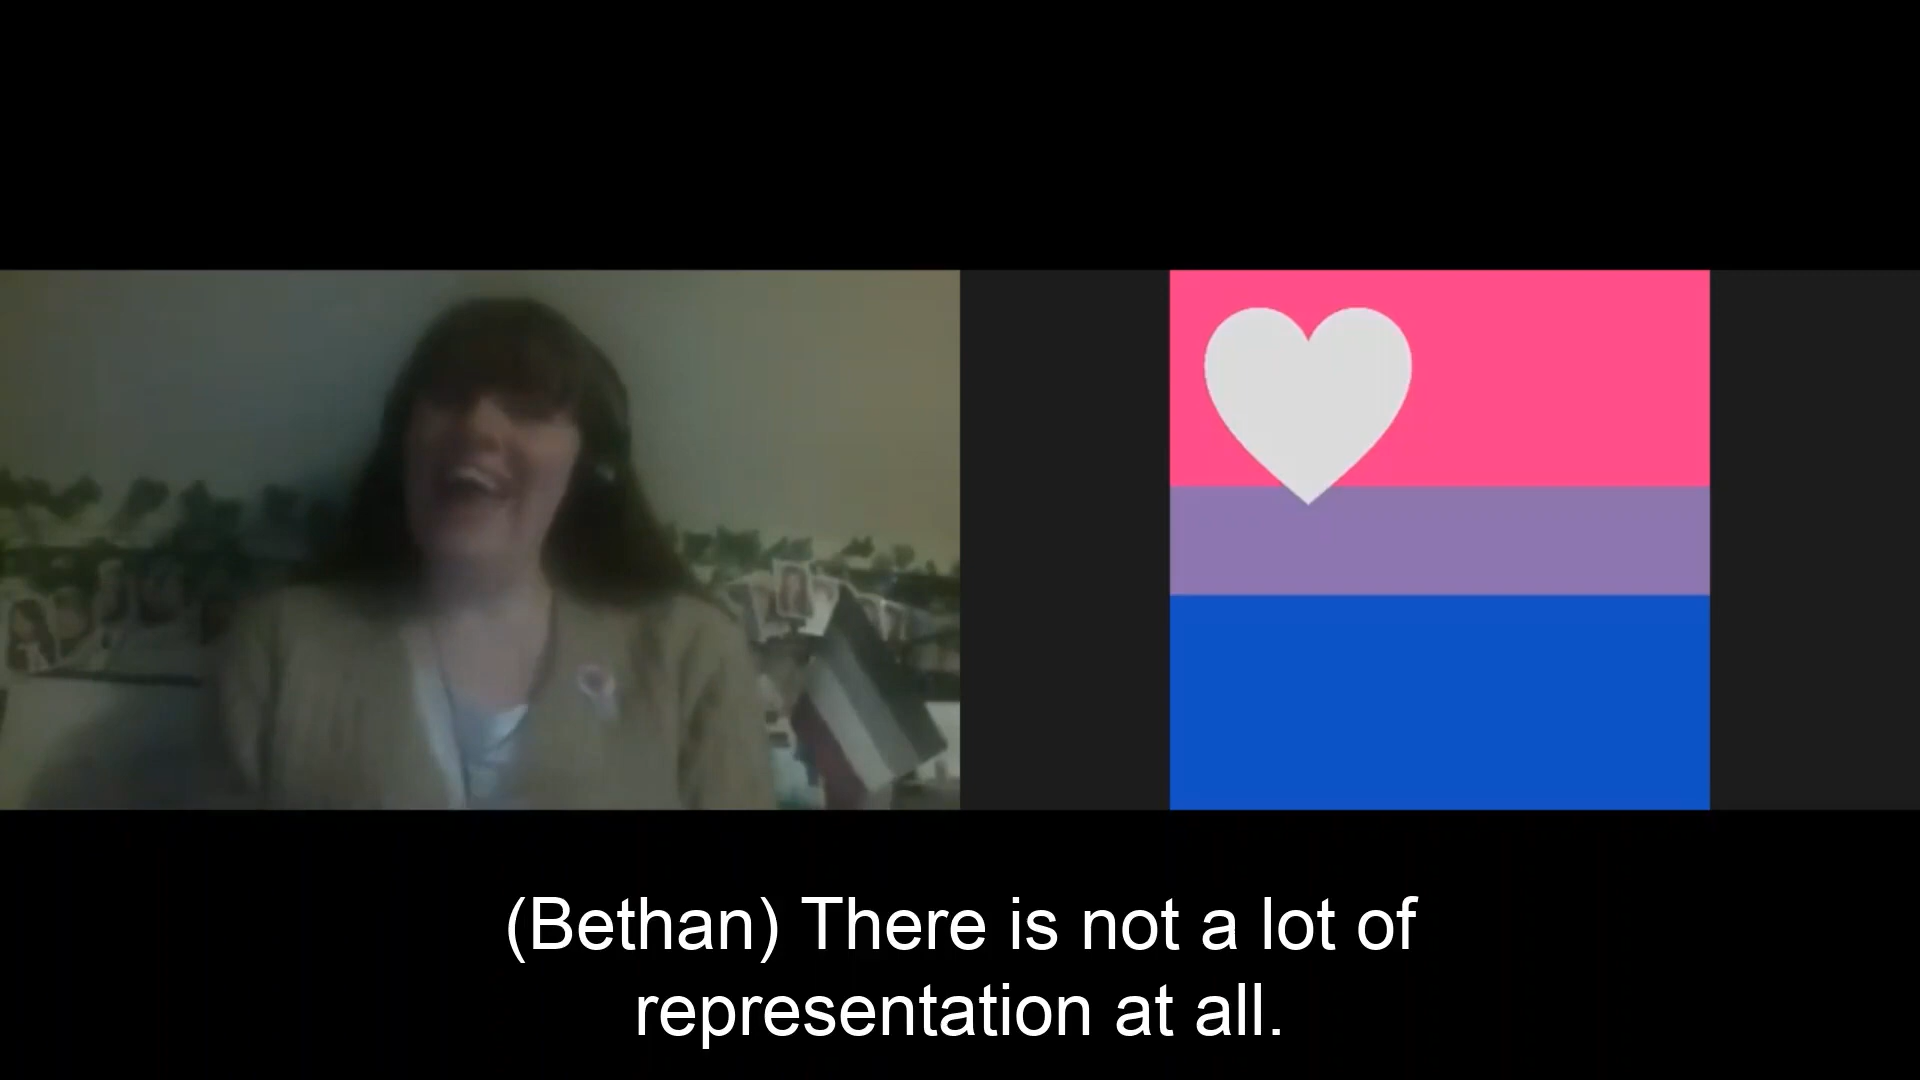 (Bethan) There is not a lot of
representation at all.